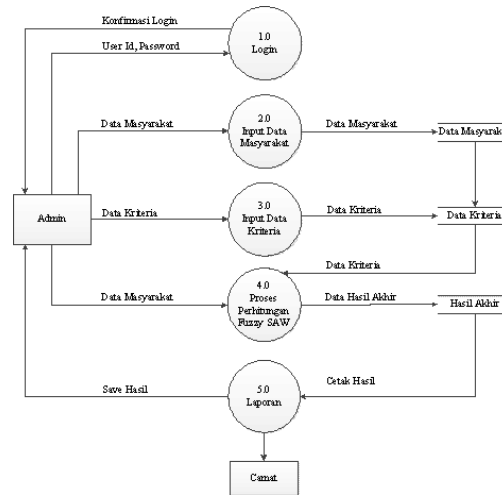 Konfirmasi Login
1.0
Login
User Id, Password
2.0
Input Data
Masyarakat
Data Masyarakat
Data Masyarakat
Data Masyarakat
Admin
3.0
Input Data
Kriteria
Data Kriteria
Data Kriteria
Data Kriteria
Data Kriteria
4.0
Proses
Perhitungan
Fuzzy SAW
Data Masyarakat
Data Hasil Akhir
Hasil Akhir
Save Hasil
5.0
Laporan
Cetak Hasil
Camat